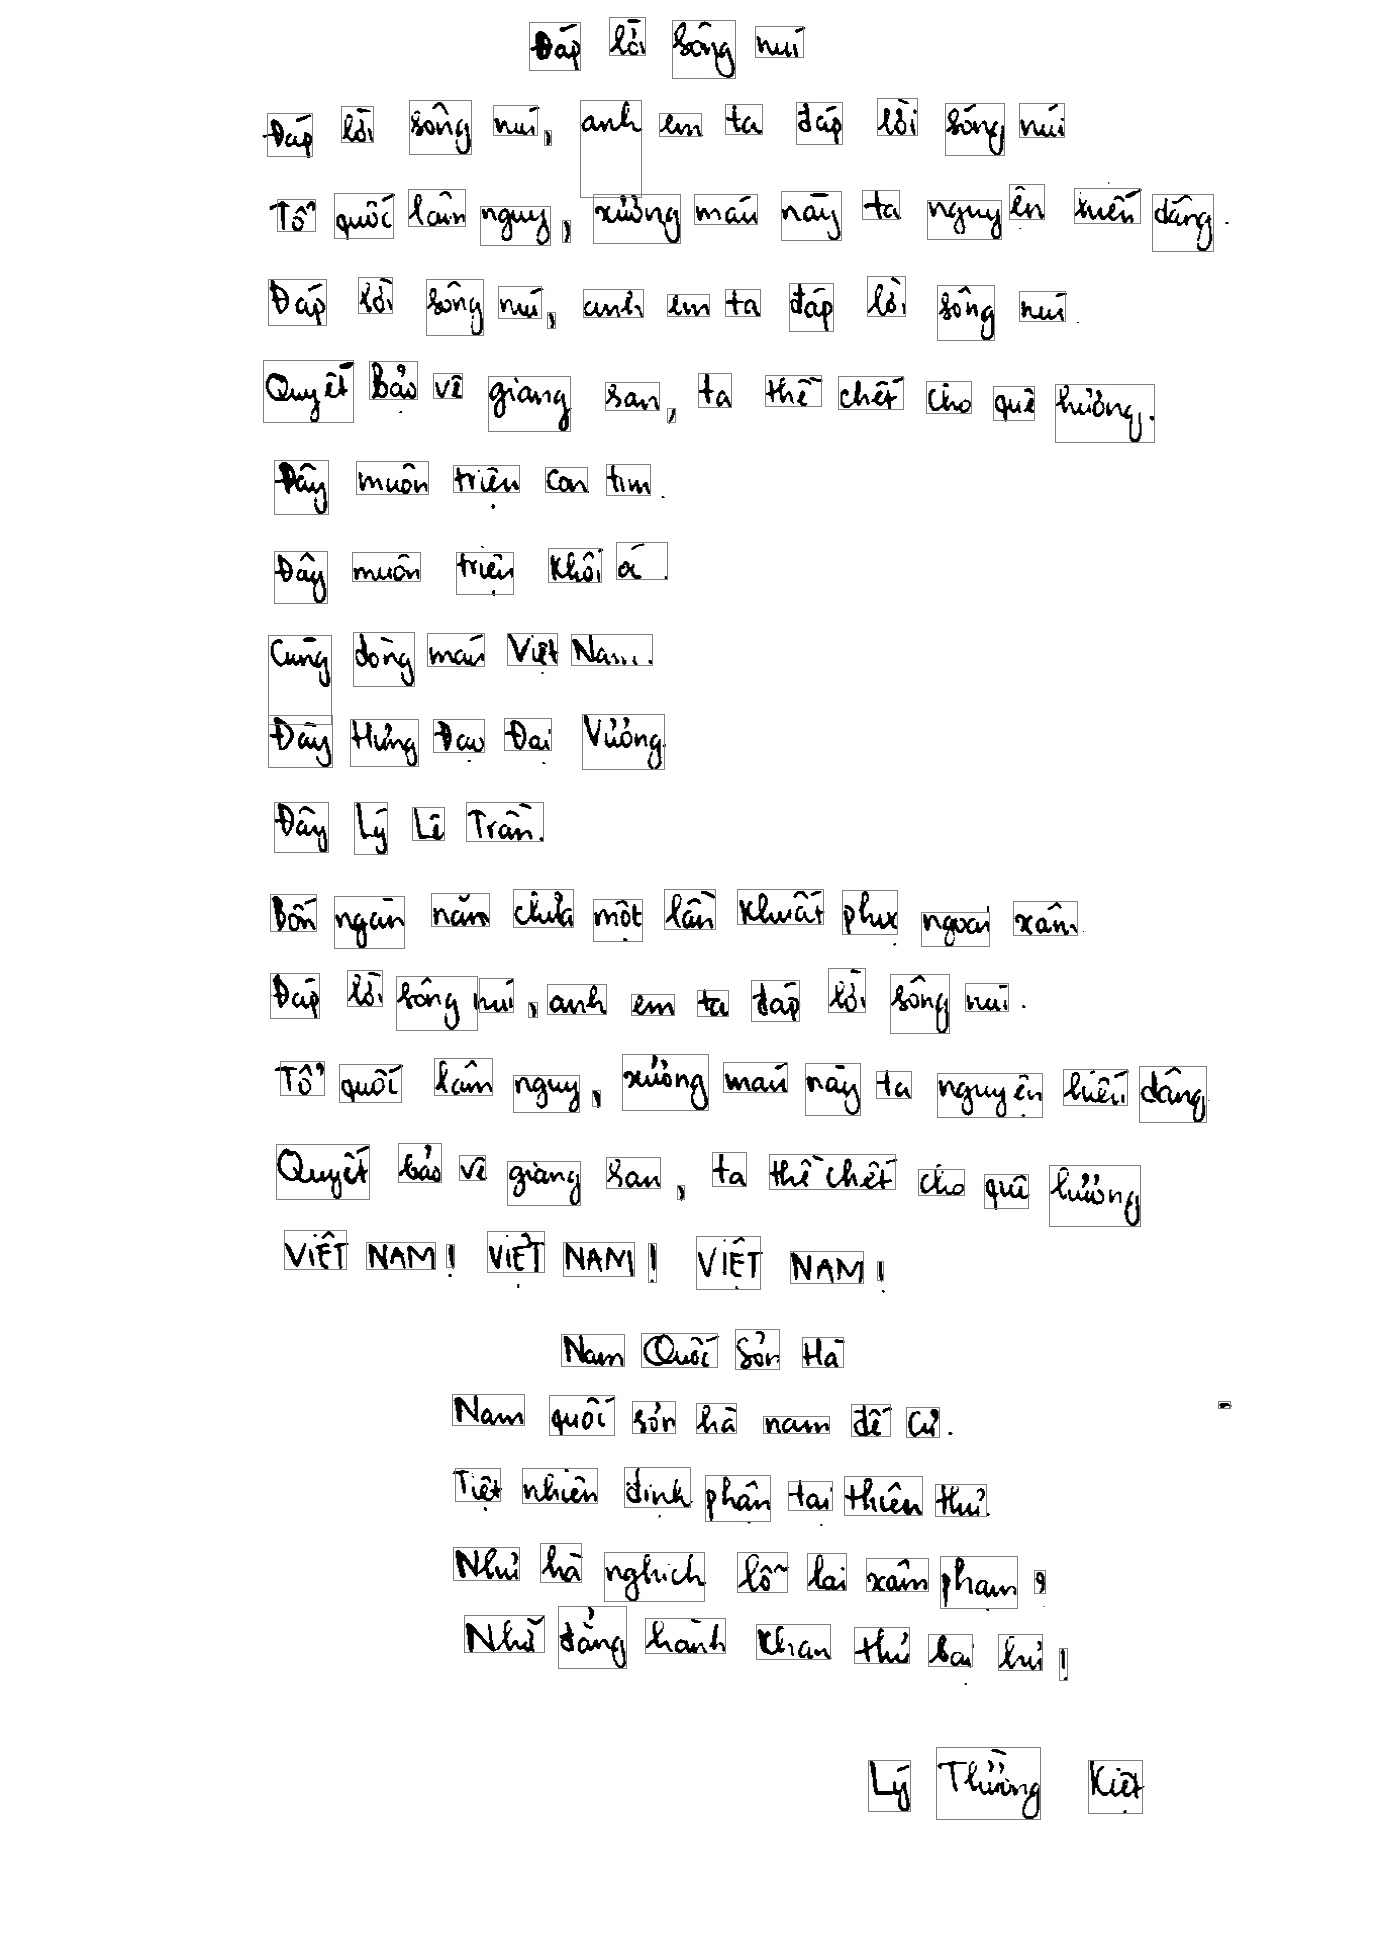 Đáp lời sông núi
Đáp lời sông núi, anh em ta đáp lời sông núi
Tổ quốc lâm nguy, xương máu này ta nguyện hiến dâng.
Đáp lời sông núi, anh em ta đáp lời sông núi.
Quyết bảo vệ giang san, ta thề chết cho quê hương.
Đây muôn triệu con tim.
Đây muôn triệu khối á.
Cùng dòng máu Việt Nam.
Đây Hưng Đạo Đại Vương.
Đây Lý Lê Trần.
Bốn ngàn năm chưa một lần khuất phục ngoại xâm.
Đáp lời sông núi, anh em ta đáp lời sông núi.
Tổ quốc lâm nguy, xương máu này ta nguyện hiến dâng.
Quyết bảo vệ giang san, ta thề chết cho quê hương
VIỆT NAM! VIỆT NAM! VIỆT NAM!
Nam Quốc Sơn Hà
Nam quốc sơn hà nam đế cư.
Tiệt nhiên định phận tại thiên thư.
Như hà nghịch lỗ lai xâm phạm?
Nhữ đẳng hành khan thủ bại hư!
Lý Thường Kiệt